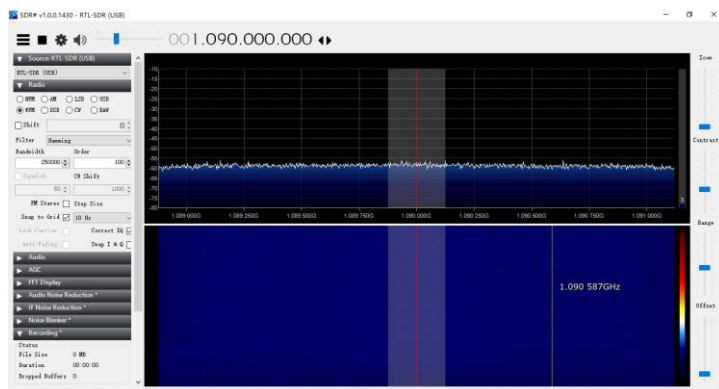 SDR# v1.0.0.1430 - RTL-SDR (USB)
001.090.000.000
Source: RTL-SDR (USB)
RTL-SDR (USB)
Radio
NFM AM LSB USB
WFM DSB CW RAW
Shift 0
Filter Hamming
Bandwidth Order
250000 100
Squelch CW Shift
50 1000
FM Stereo Step Size
Snap to Grid 10 Hz
Lock Carrier Correct IQ
Anti-Fading Swap I & Q
Audio
AGC
FFT Display
Audio Noise Reduction *
IF Noise Reduction *
Noise Blanker *
Recording *
Status
File Size 0 MB
Duration 00:00:00
Dropped Buffers 0
-10
-15
-20
-25
-30
-35
-40
-45
-50
-55
-60
-65
-70
-75
-80
3
1.089 000G 1.089 250G 1.089 500G 1.089 750G 1.090 000G 1.090 250G 1.090 500G 1.090 750G 1.091 000G
1.090 587GHz
Zoom
Contrast
Range
Offset